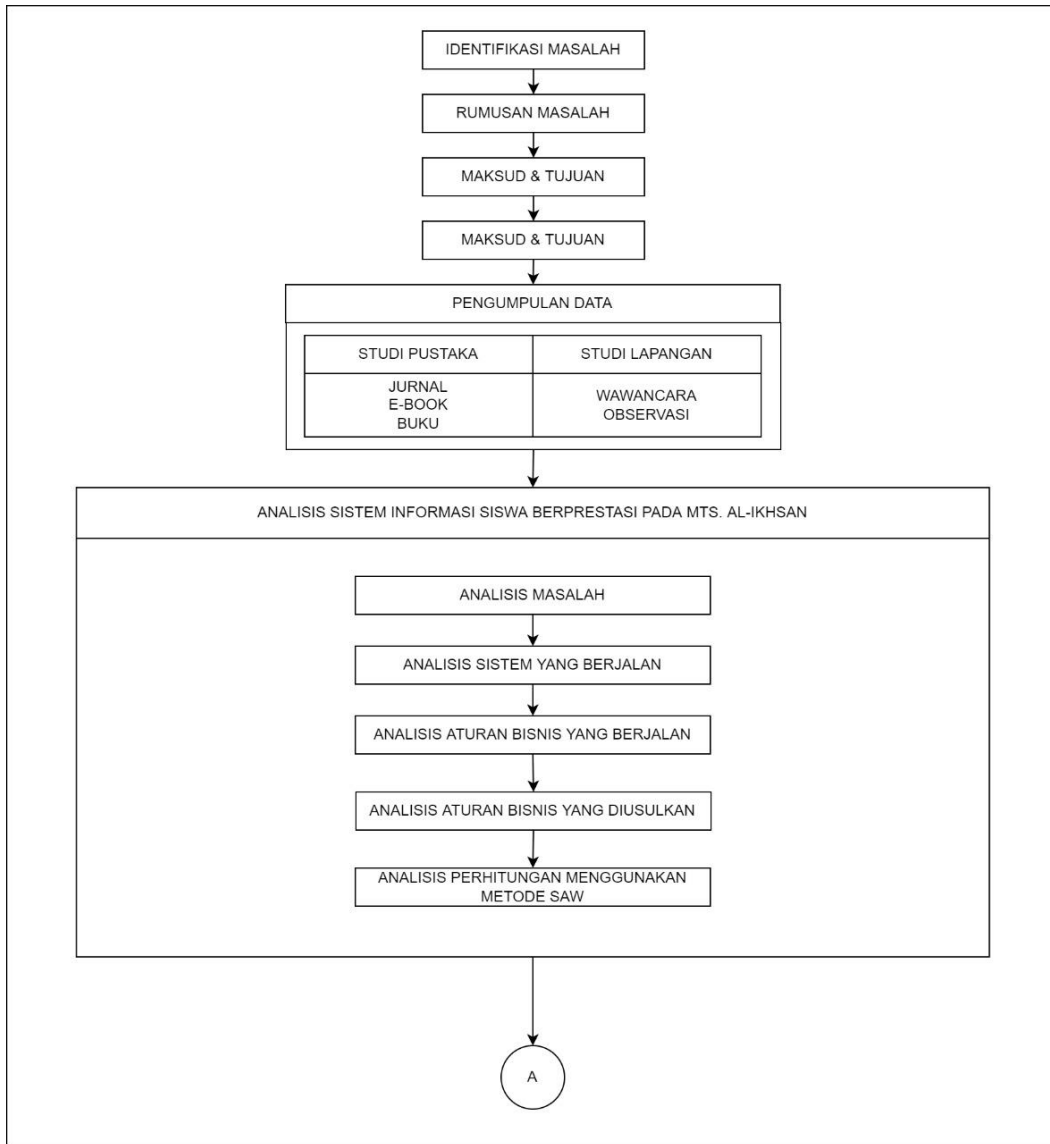 IDENTIFIKASI MASALAH
RUMUSAN MASALAH
MAKSUD & TUJUAN
MAKSUD & TUJUAN
PENGUMPULAN DATA
STUDI PUSTAKA
STUDI LAPANGAN
JURNAL
E-BOOK
BUKU
WAWANCARA
OBSERVASI
ANALISIS SISTEM INFORMASI SISWA BERPRESTASI PADA MTS. AL-IKHSAN
ANALISIS MASALAH
ANALISIS SISTEM YANG BERJALAN
ANALISIS ATURAN BISNIS YANG BERJALAN
ANALISIS ATURAN BISNIS YANG DIUSULKAN
ANALISIS PERHITUNGAN MENGGUNAKAN
METODE SAW
A